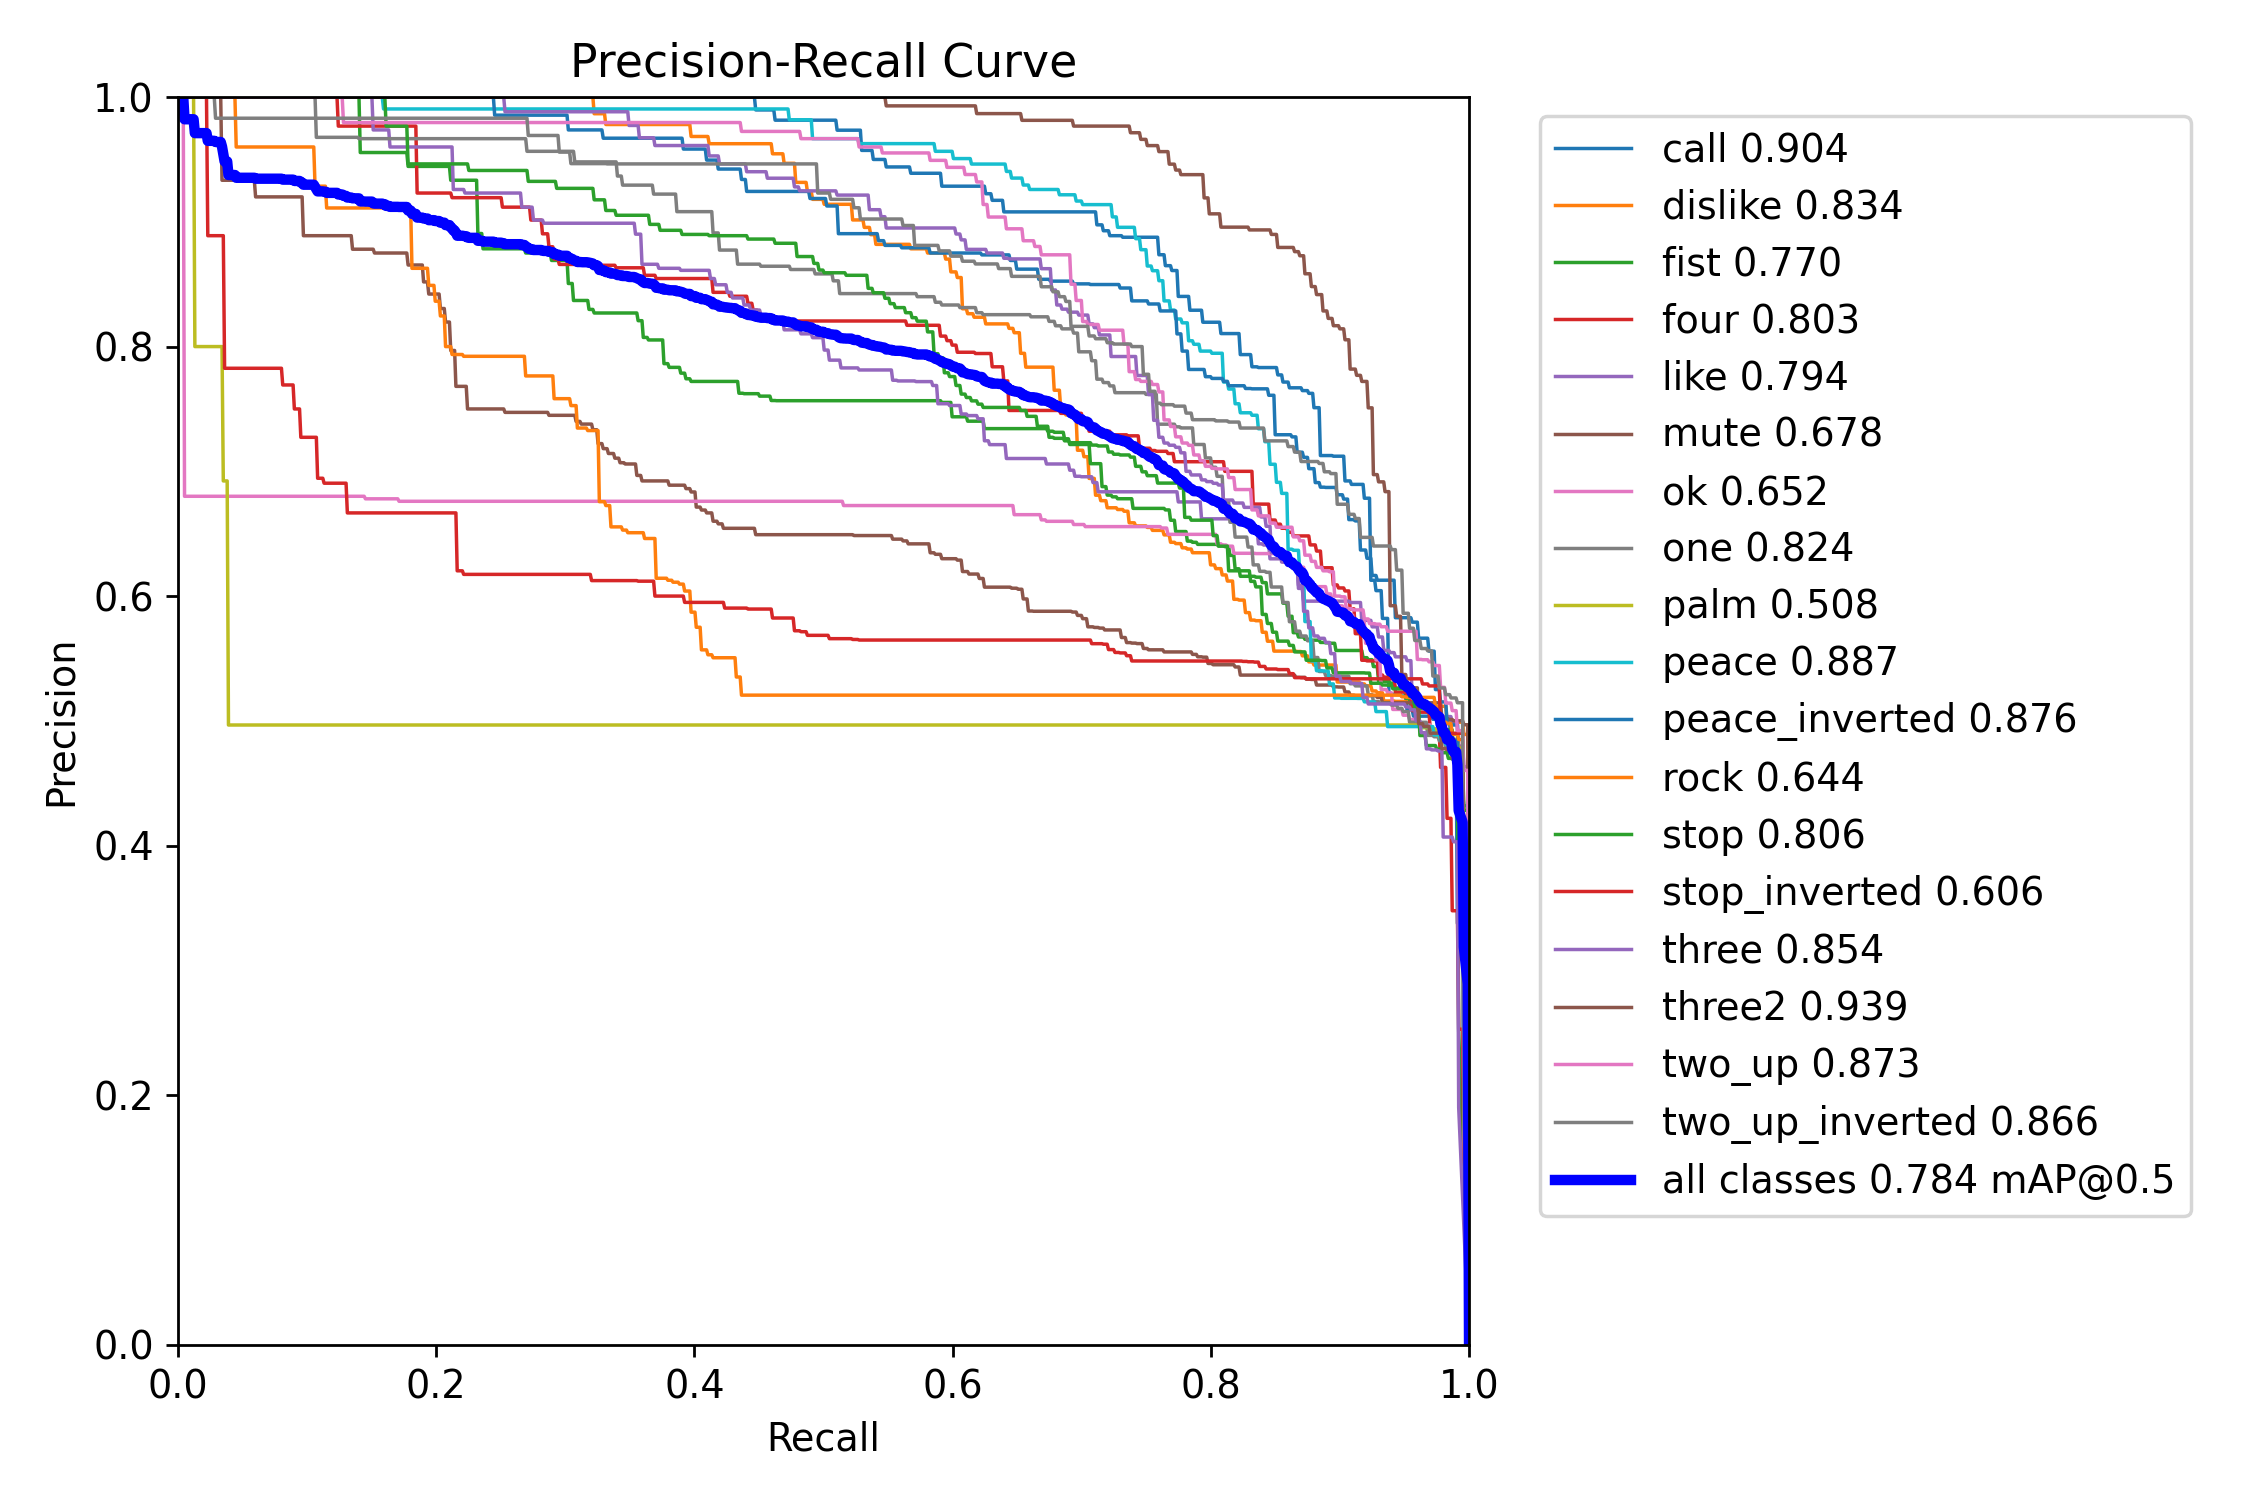 Precision-Recall Curve
1.0
0.8
0.6
0.4
0.2
0.0
Precision
0.0 0.2 0.4 0.6 0.8 1.0
Recall
call 0.904
dislike 0.834
fist 0.770
four 0.803
like 0.794
mute 0.678
ok 0.652
one 0.824
palm 0.508
peace 0.887
peace_inverted 0.876
rock 0.644
stop 0.806
stop_inverted 0.606
three 0.854
three2 0.939
two_up 0.873
two_up_inverted 0.866
all classes 0.784 mAP@0.5